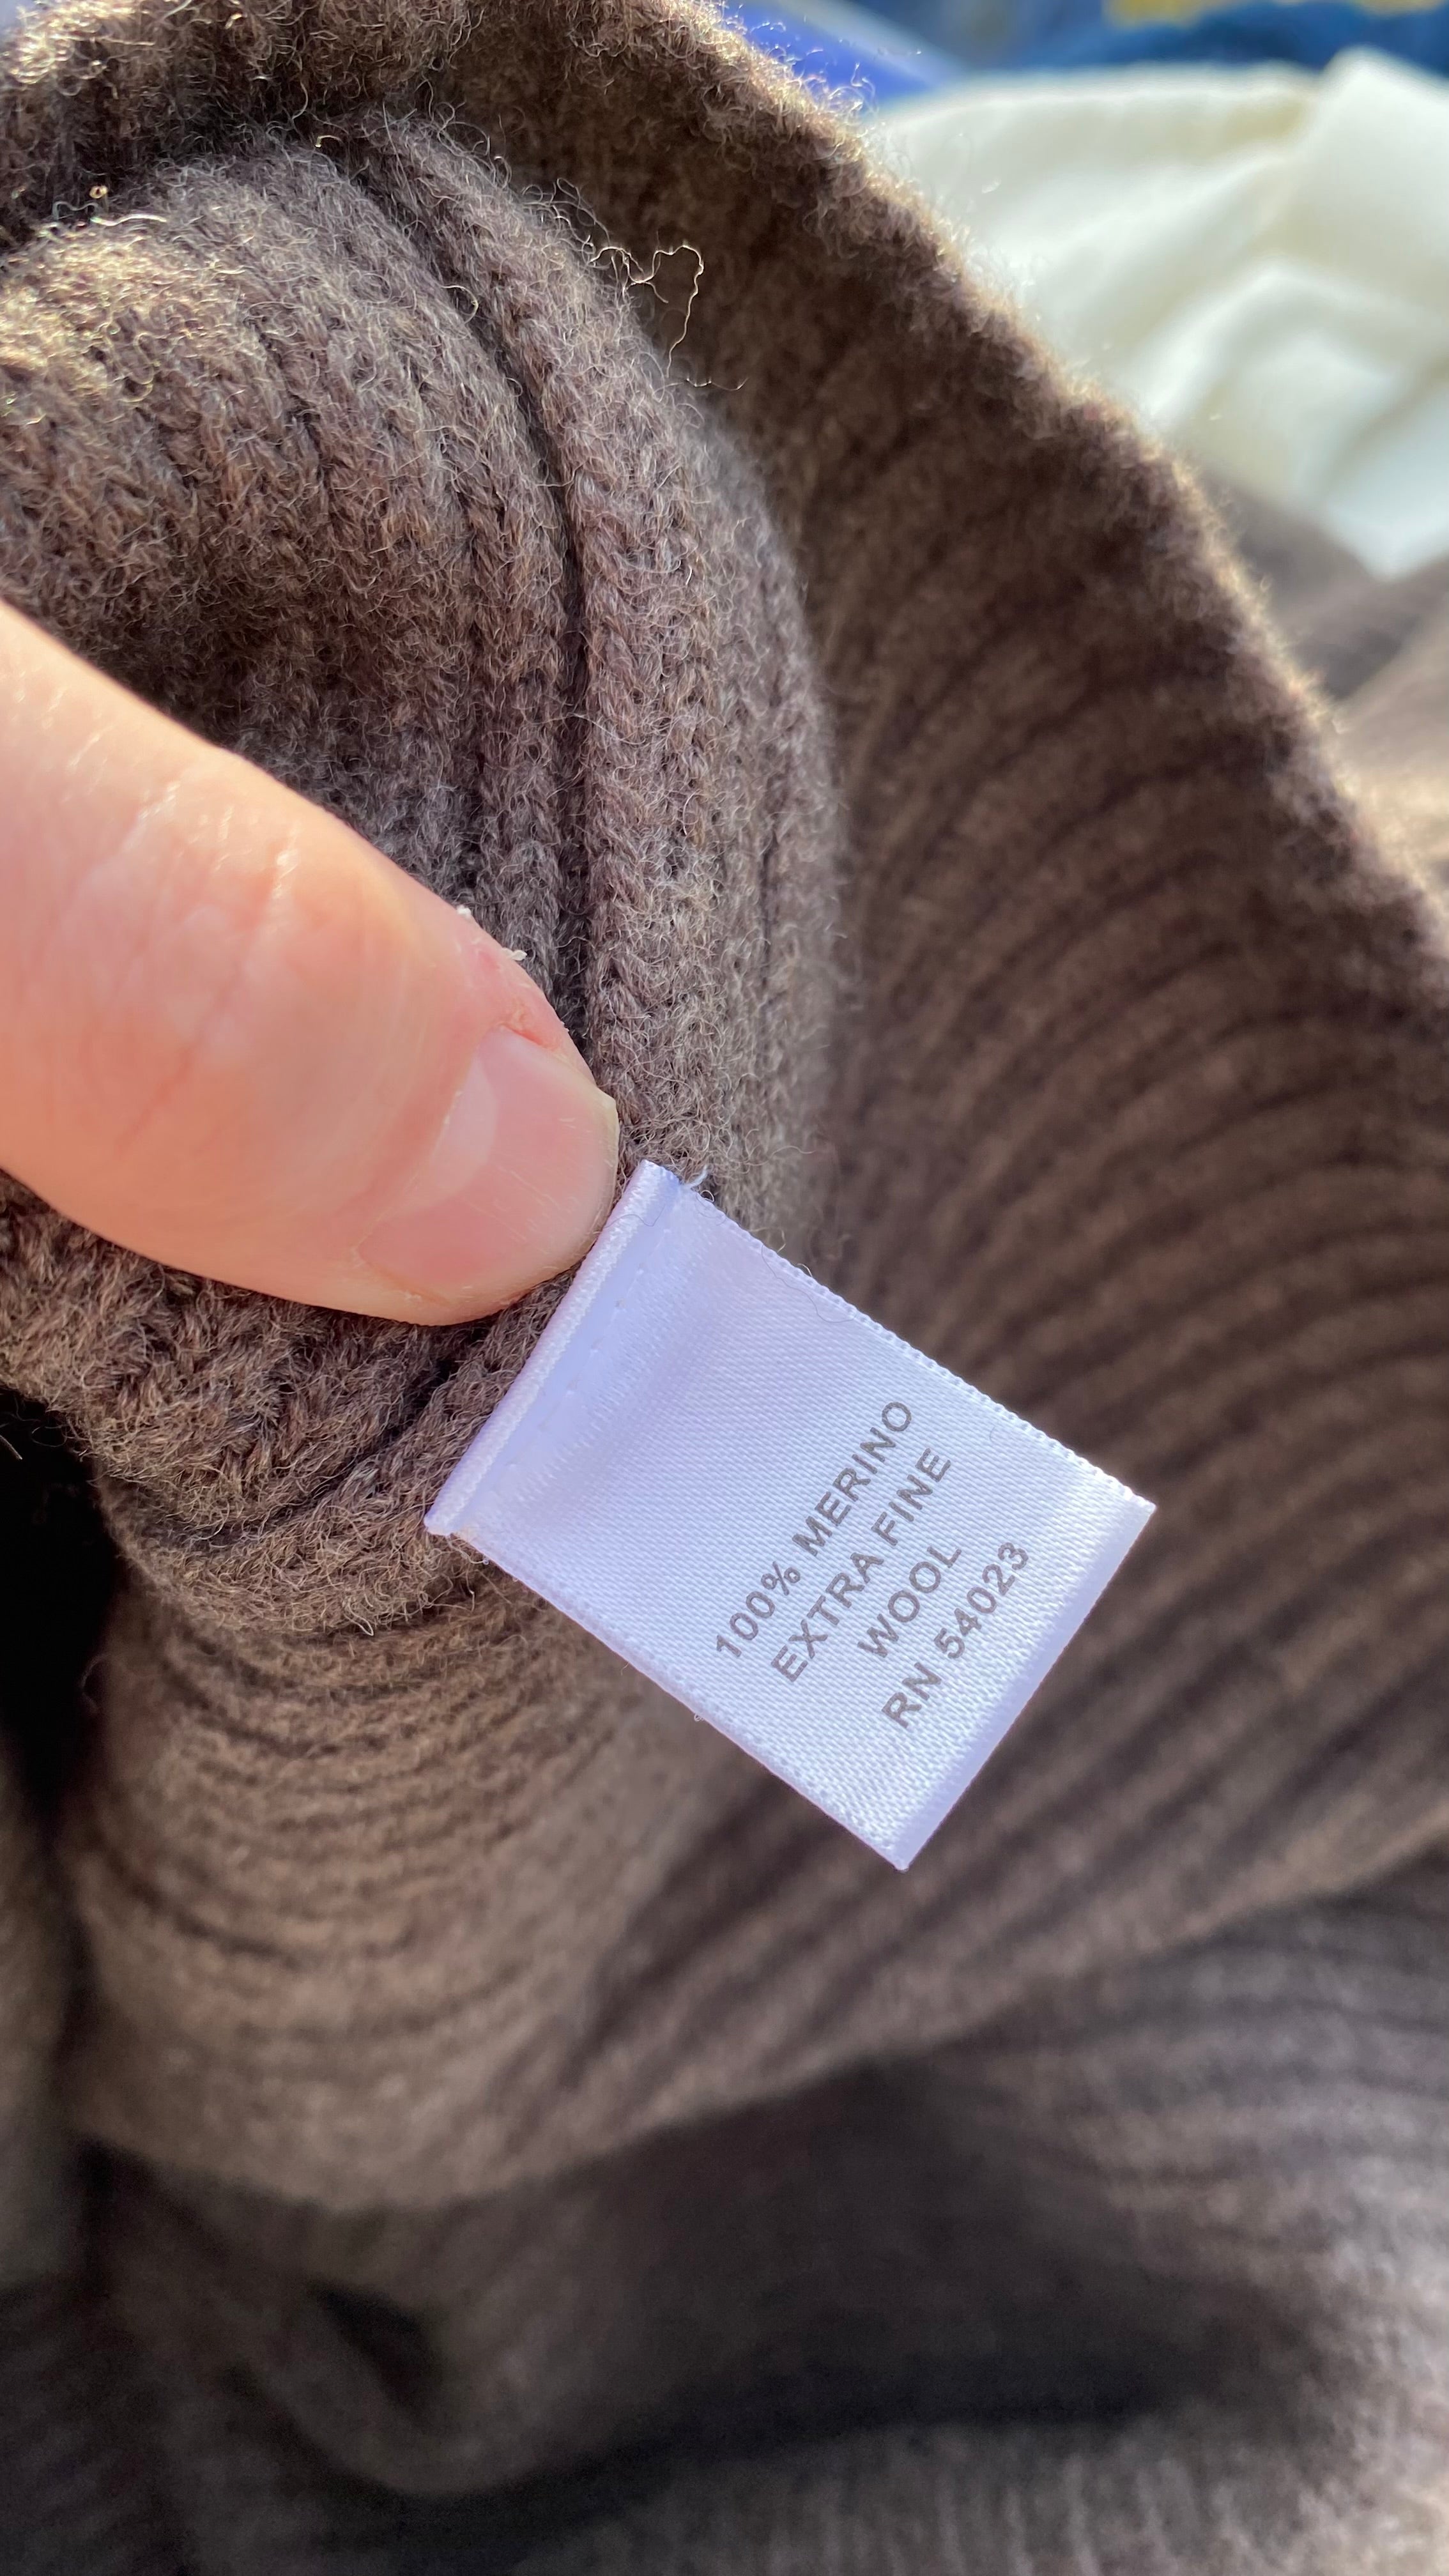 100% MERINO
EXTRA FINE
WOOL
RN 54023